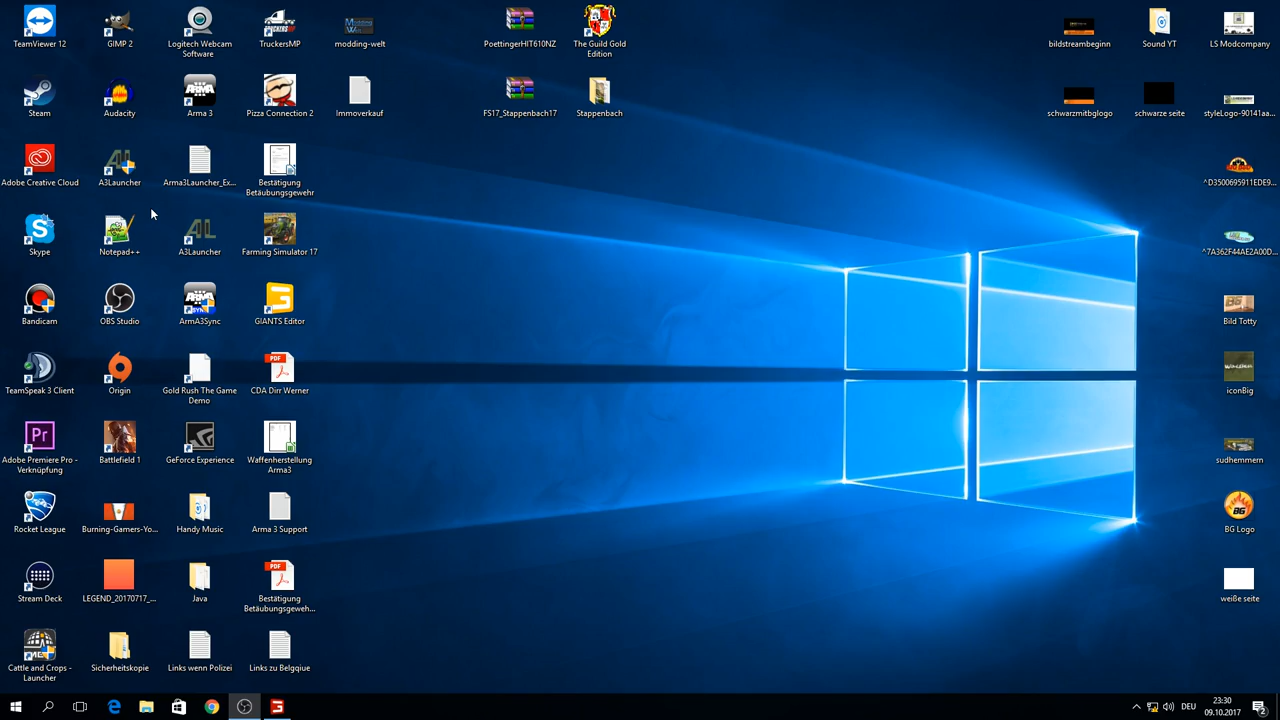 TeamViewer 12
GIMP 2
Logitech Webcam
Software
TruckersMP
modding-welt
PoettingerHIT610NZ
The Guild Gold
Edition
bildstreambeginn
Sound YT
LS Modcompany
Steam
Audacity
Arma 3
Pizza Connection 2
Immoverkauf
FS17_Stappenbach17
Stappenbach
schwarzmitbglogo
schwarze seite
styleLogo-90141aa...
Adobe Creative Cloud
A3Launcher
Arma3Launcher_Ex...
Bestätigung
Betäubungsgewehr
^D3500695911EDE9...
Skype
Notepad++
A3Launcher
Farming Simulator 17
^7A362F44AE2A00D...
Bandicam
OBS Studio
ArmA3Sync
GIANTS Editor
Bild Totty
TeamSpeak 3 Client
Origin
Gold Rush The Game
Demo
CDA Dirr Werner
iconBig
Adobe Premiere Pro -
Verknüpfung
Battlefield 1
GeForce Experience
Waffenherstellung
Arma3
sudhemmern
Rocket League
Burning-Gamers-Yo...
Handy Music
Arma 3 Support
BG Logo
Stream Deck
LEGEND_20170717_...
Java
Bestätigung
Betäubungsgeweh...
weiße seite
Cattle and Crops -
Launcher
Sicherheitskopie
Links wenn Polizei
Links zu Belgqiue
DEU
23:30
09.10.2017
2